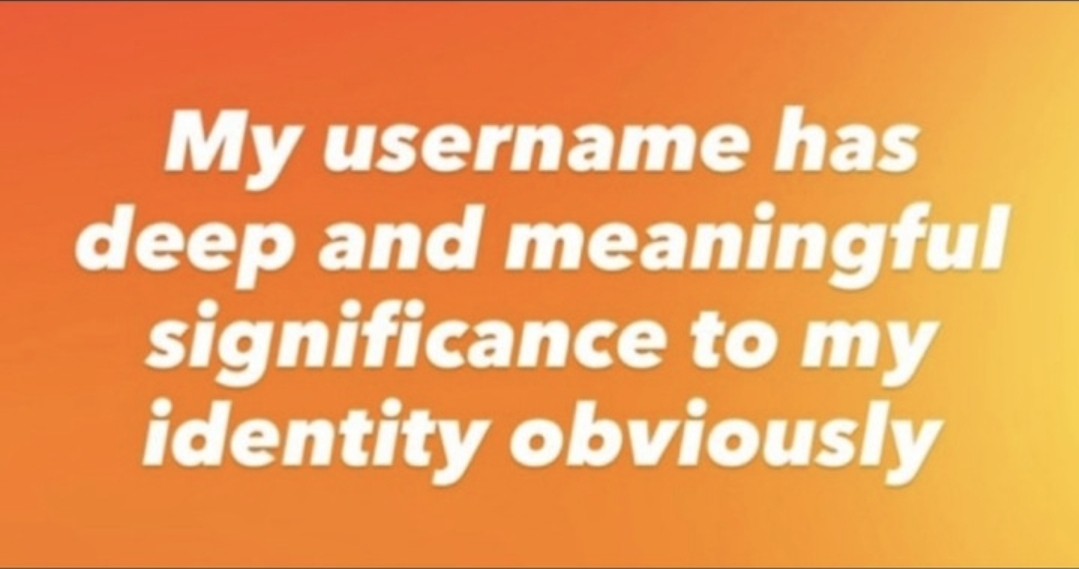 My username has
deep and meaningful
significance to my
identity obviously